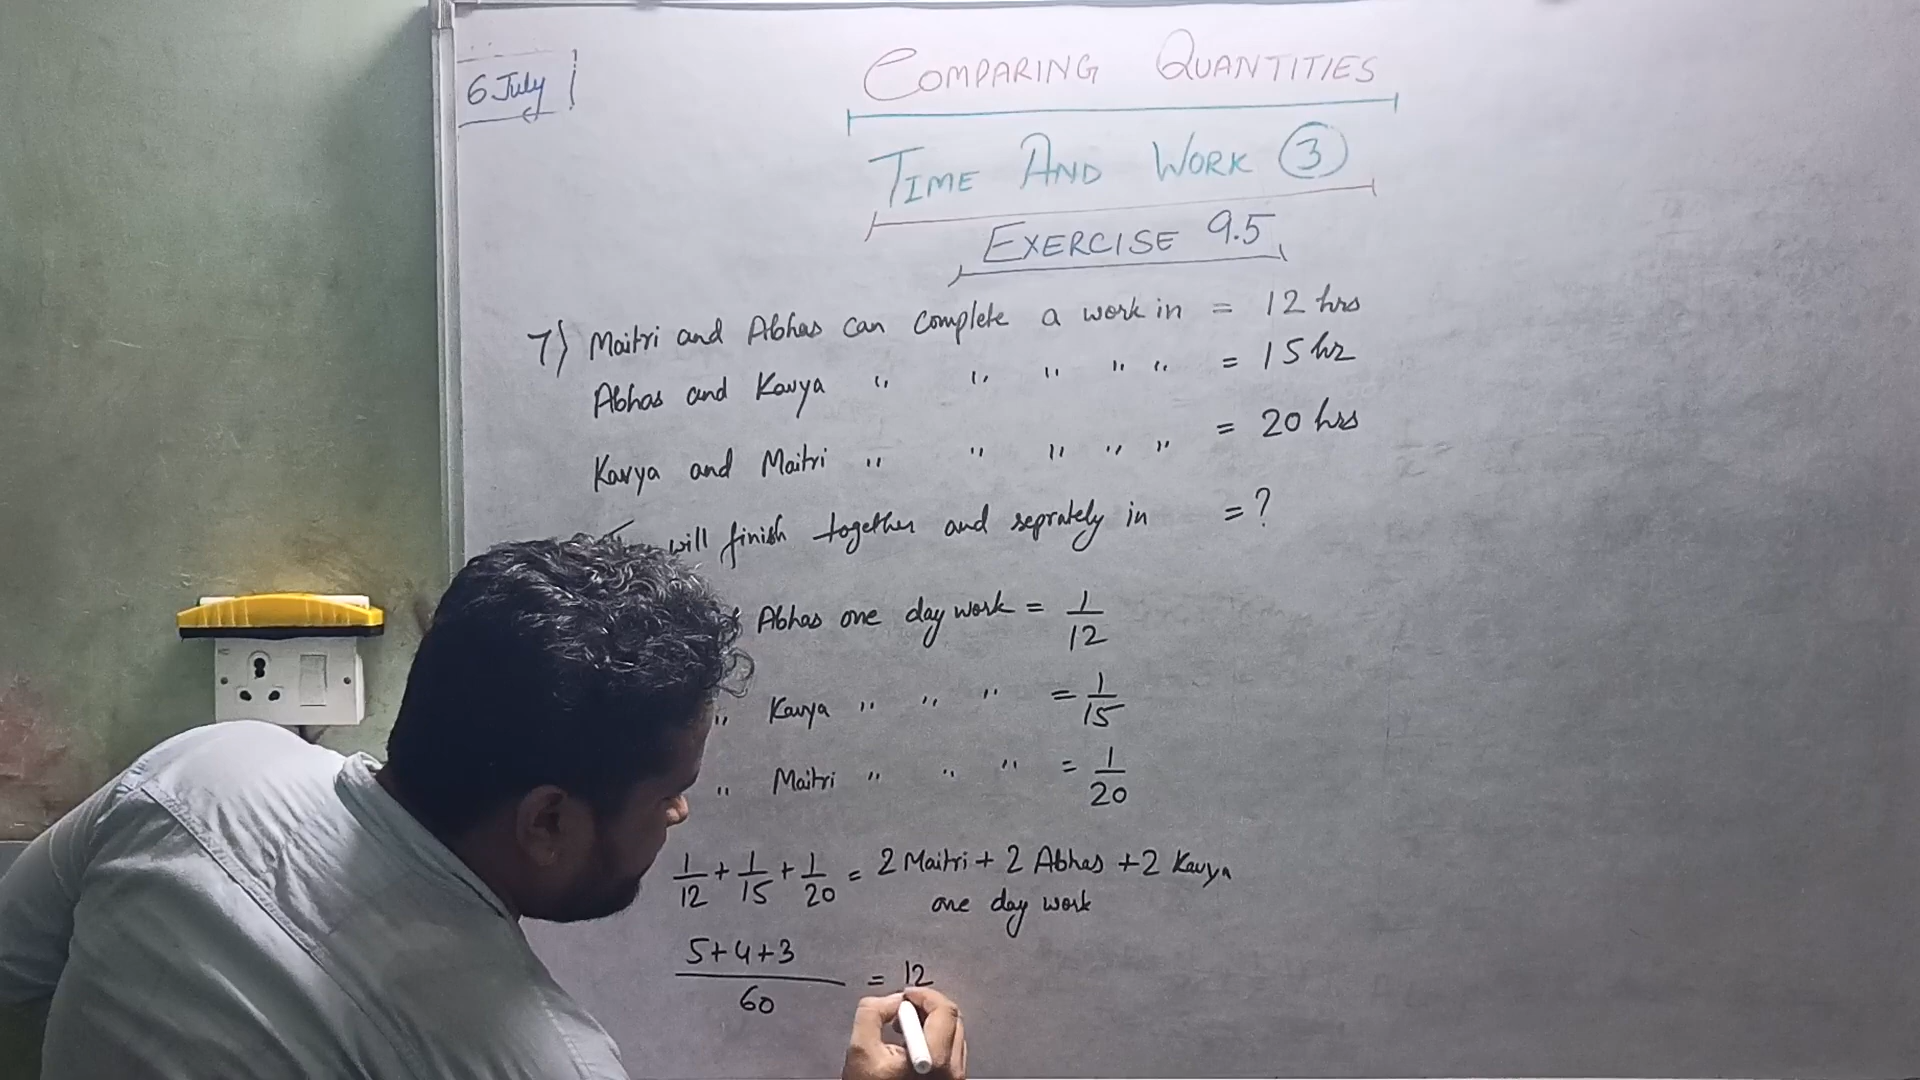 6 July
COMPARING QUANTITIES
TIME AND WORK 3
EXERCISE 9.5
7) Maitri and Abhas can complete a work in = 12 hrs
Abhas and Kavya " " " " " = 15 hr
Kavya and Maitri " " " " " = 20 hrs
will finish together and seprately in = ?
Abhas one day work = 1/12
" Kavya " " " = 1/15
" Maitri " " " = 1/20
1/12 + 1/15 + 1/20 = 2 Maitri + 2 Abhas + 2 Kavya
one day work
5+4+3/60 = 12